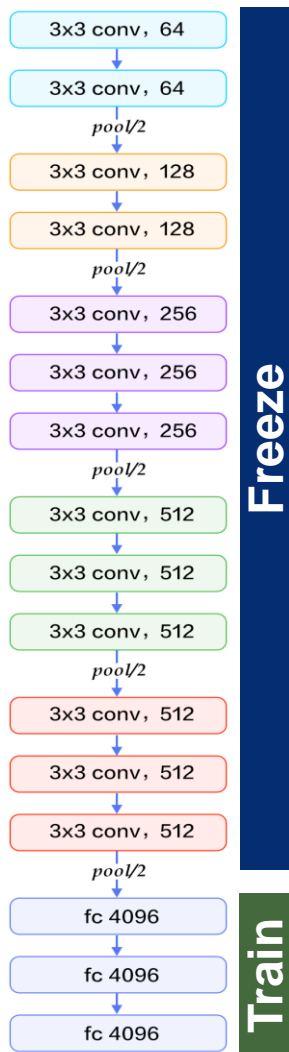 3x3 conv, 64
3x3 conv, 64
pool/2
3x3 conv, 128
3x3 conv, 128
pool/2
3x3 conv, 256
3x3 conv, 256
3x3 conv, 256
pool/2
3x3 conv, 512
3x3 conv, 512
3x3 conv, 512
pool/2
3x3 conv, 512
3x3 conv, 512
3x3 conv, 512
pool/2
fc 4096
fc 4096
fc 4096
Freeze
Train